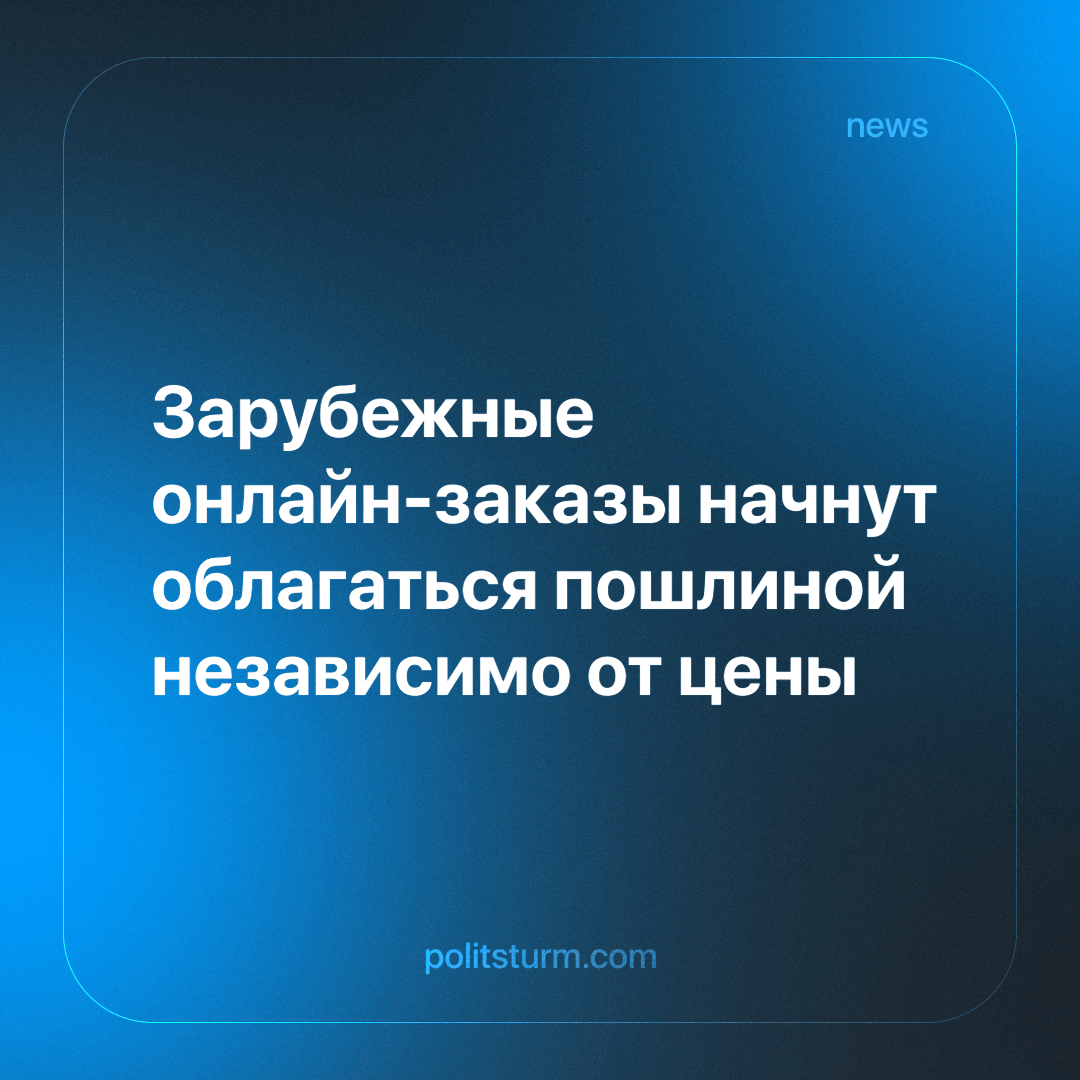 news
Зарубежные
онлайн-заказы начнут
облагаться пошлиной
независимо от цены
politsturm.com